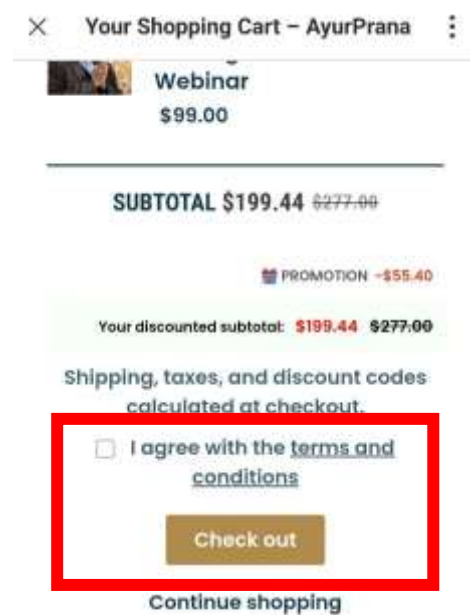 Your Shopping Cart – AyurPrana
Webinar
$99.00
SUBTOTAL $199.44 $277.00
PROMOTION -$55.40
Your discounted subtotal: $199.44 $277.00
Shipping, taxes, and discount codes
calculated at checkout.
I agree with the terms and
conditions
Check out
Continue shopping